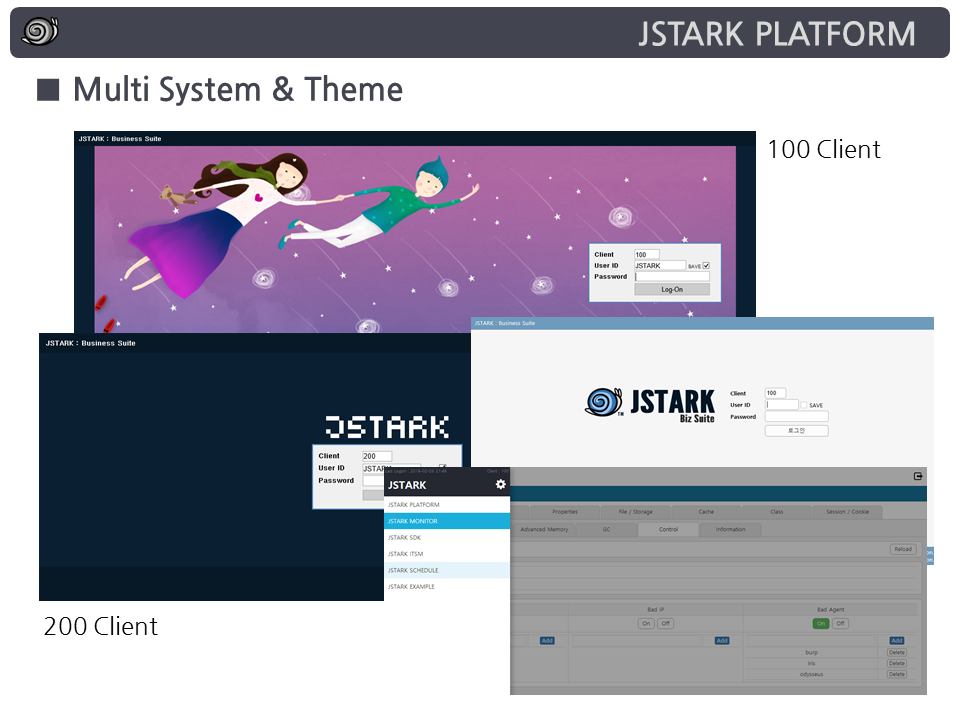 JSTARK PLATFORM
■ Multi System & Theme
JSTARK : Business Suite
100 Client
Client 100
User ID JSTARK SAVE
Password
Log-On
JSTARK : Business Suite
JSTARK
Client 200
User ID JSTARK
Password
JSTARK : Business Suite
JSTARK TM
Biz Suite
Client 100
User ID SAVE
Password
로그인
Client : 100
JSTARK
JSTARK PLATFORM
JSTARK MONITOR
JSTARK SDK
JSTARK ITSM
JSTARK SCHEDULE
JSTARK EXAMPLE
Properties File / Storage Cache Class Session / Cookie
Advanced Memory GC Control Information
Reload
Bad IP Bad Agent
On Off On Off
Add Add Add
burp Delete
iris Delete
odysseus Delete
200 Client